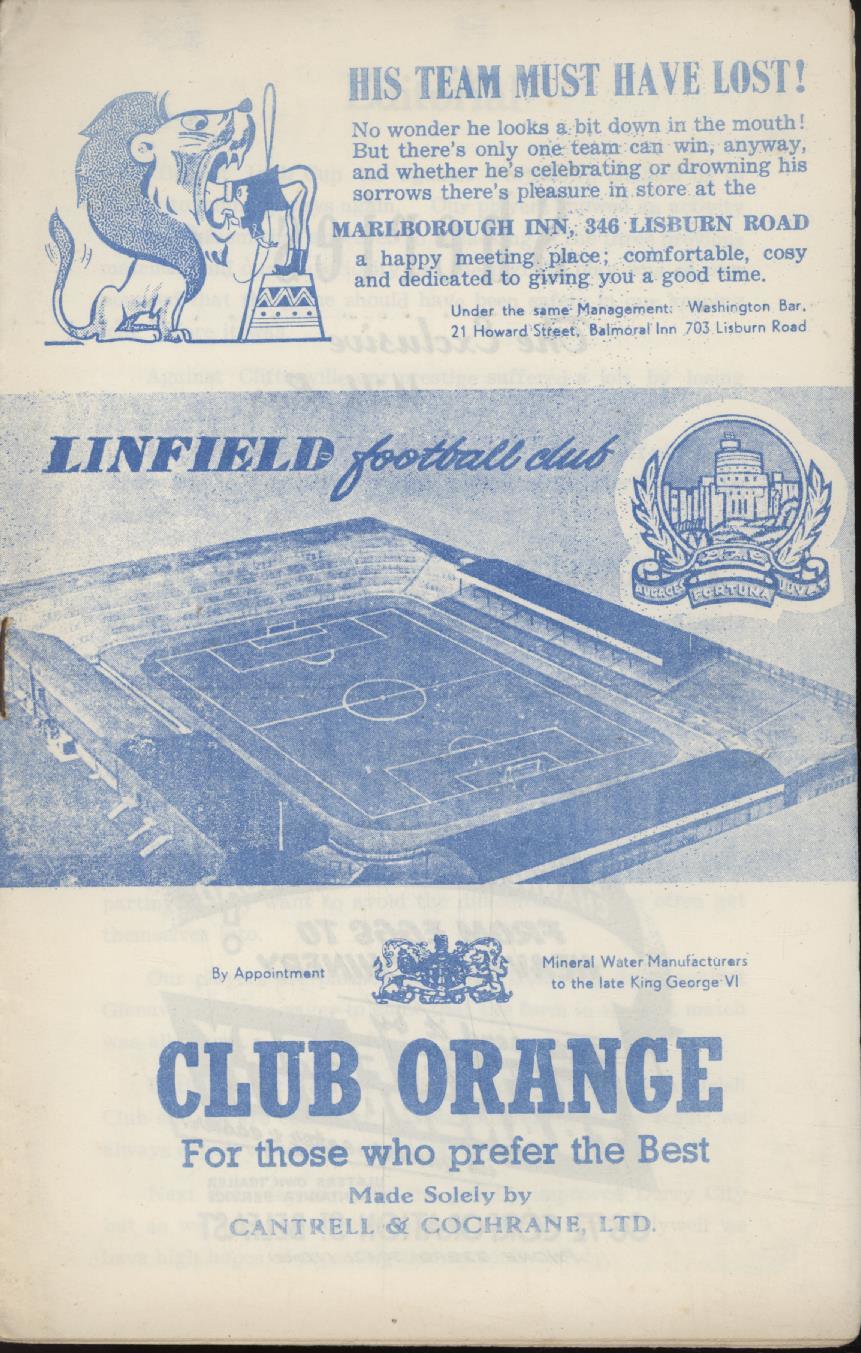 HIS TEAM MUST HAVE LOST!
No wonder he looks a bit down in the mouth!
But there's only one team can win, anyway,
and whether he's celebrating or drowning his
sorrows there's pleasure in store at the
MARLBOROUGH INN, 346 LISBURN ROAD
a happy meeting place; comfortable, cosy
and dedicated to giving you a good time.
Under the same Management: Washington Bar,
21 Howard Street, Balmoral Inn 703 Lisburn Road
LINFIELD football club
AUDACES FORTUNA JUVAT
By Appointment
Mineral Water Manufacturers
to the late King George VI
CLUB ORANGE
For those who prefer the Best
Made Solely by
CANTRELL & COCHRANE, LTD.